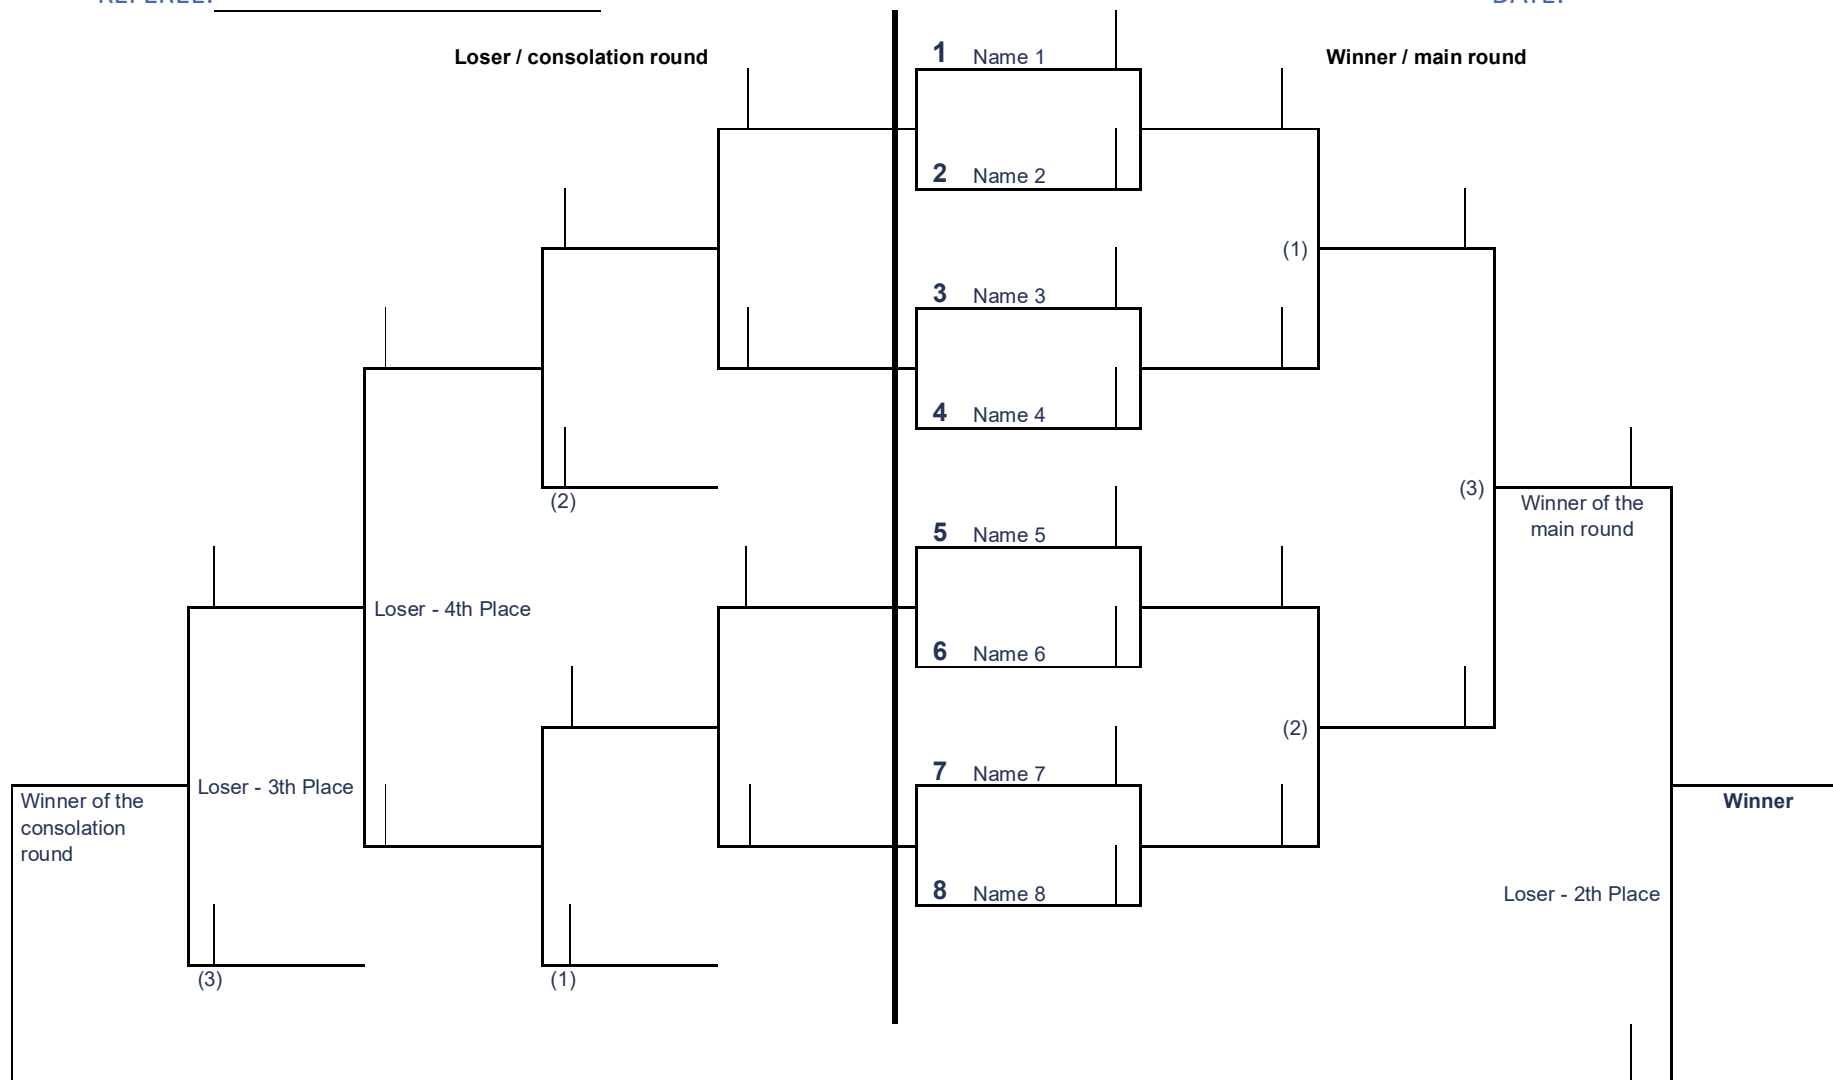 REFEREE:
DATE:
Loser / consolation round
Winner / main round
1 Name 1
2 Name 2
(1)
3 Name 3
4 Name 4
(2)
(3)
Winner of the
main round
5 Name 5
Loser - 4th Place
6 Name 6
(2)
7 Name 7
Loser - 3th Place
Winner of the
consolation
round
Winner
8 Name 8
Loser - 2th Place
(3)
(1)